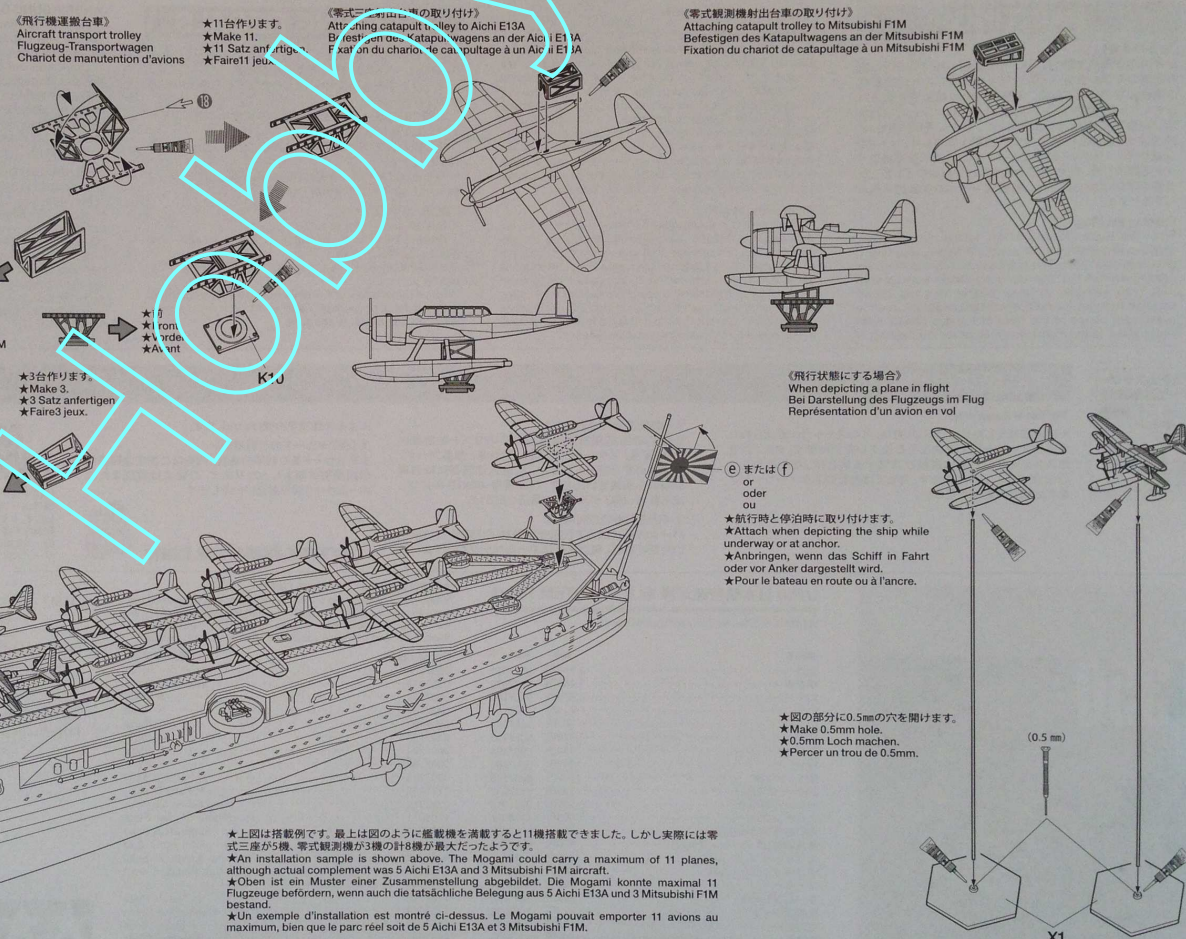 《飛行機運搬台車》
Aircraft transport trolley
Flugzeug-Transportwagen
Chariot de manutention d'avions
★11台作ります。
★Make 11.
★11 Satz anfertigen.
★Faire11 jeux.
《零式三座射出台車の取り付け》
Attaching catapult trolley to Aichi E13A
Befestigen des Katapultwagens an der Aichi E13A
Fixation du chariot de catapultage à un Aichi E13A
《零式観測機射出台車の取り付け》
Attaching catapult trolley to Mitsubishi F1M
Befestigen des Katapultwagens an der Mitsubishi F1M
Fixation du chariot de catapultage à un Mitsubishi F1M
18
★前
★Front
★Vorder
★Avant
K10
M
★3台作ります。
★Make 3.
★3 Satz anfertigen
★Faire3 jeux.
《飛行状態にする場合》
When depicting a plane in flight
Bei Darstellung des Flugzeugs im Flug
Représentation d'un avion en vol
ⓔ または ⓕ
or
oder
ou
★航行時と停泊時に取り付けます。
★Attach when depicting the ship while
underway or at anchor.
★Anbringen, wenn das Schiff in Fahrt
oder vor Anker dargestellt wird.
★Pour le bateau en route ou à l'ancre.
★図の部分に0.5㎜の穴を開けます。
★Make 0.5mm hole.
★0.5mm Loch machen.
★Percer un trou de 0.5mm.
(0.5 ㎜)
X1
★上図は搭載例です。最上は図のように艦載機を満載すると11機搭載できました。しかし実際には零
式三座が5機、零式観測機が3機の計8機が最大だったようです。
★An installation sample is shown above. The Mogami could carry a maximum of 11 planes,
although actual complement was 5 Aichi E13A and 3 Mitsubishi F1M aircraft.
★Oben ist ein Muster einer Zusammenstellung abgebildet. Die Mogami konnte maximal 11
Flugzeuge befördern, wenn auch die tatsächliche Belegung aus 5 Aichi E13A und 3 Mitsubishi F1M
bestand.
★Un exemple d'installation est montré ci-dessus. Le Mogami pouvait emporter 11 avions au
maximum, bien que le parc réel soit de 5 Aichi E13A et 3 Mitsubishi F1M.
Hobby